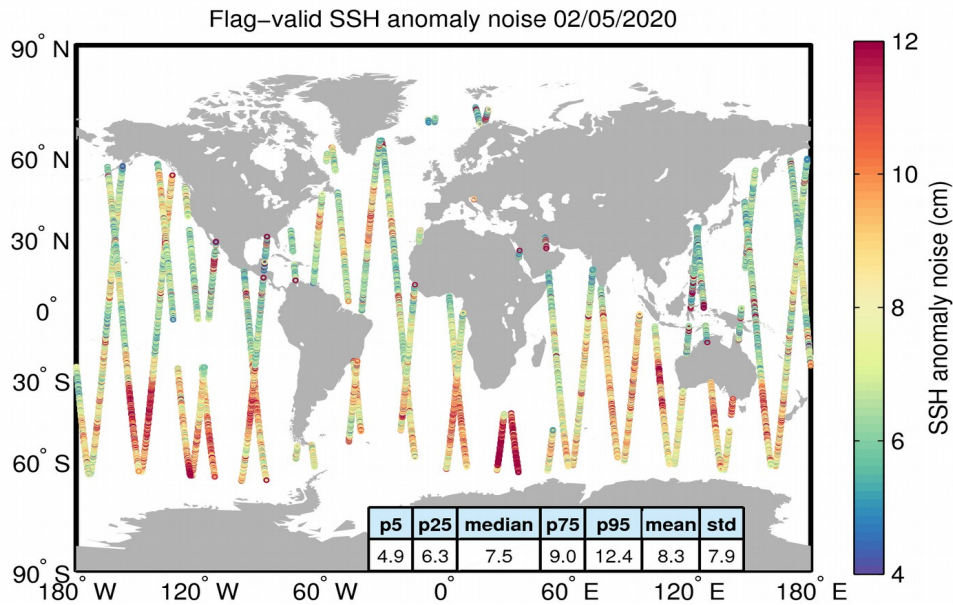 Flag−valid SSH anomaly noise 02/05/2020
90° N
60° N
30° N
0°
30° S
60° S
90° S
180° W
120° W
60° W
0°
60° E
120° E
180° E
p5 p25 median p75 p95 mean std
4.9 6.3 7.5 9.0 12.4 8.3 7.9
12
10
8
6
4
SSH anomaly noise (cm)